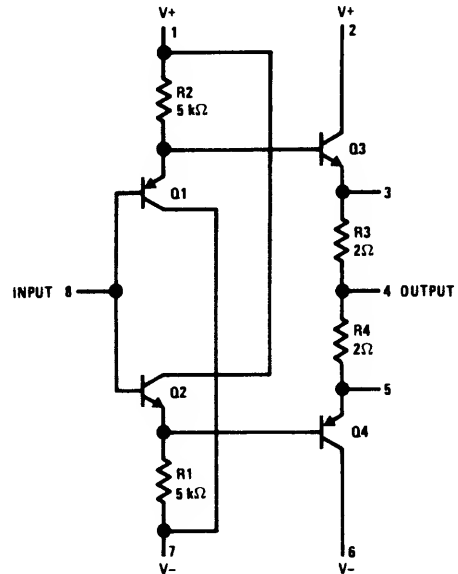 V+ V+
1 2
R2
5 kΩ
Q3
Q1
3
R3
2Ω
INPUT 8
4 OUTPUT
R4
2Ω
Q2
5
Q4
R1
5 kΩ
7 6
V− V−